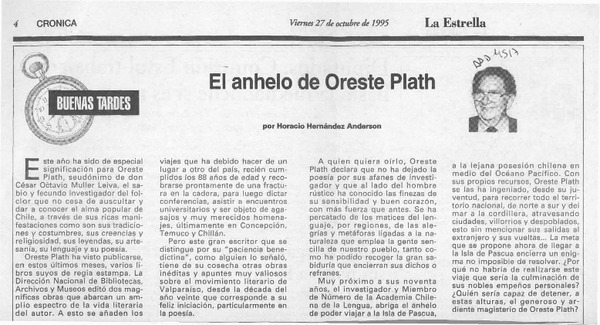 4 CRONICA Viernes 27 de octubre de 1995 La Estrella
BUENAS TARDES
El anhelo de Oreste Plath
por Horacio Hernández Anderson
Este año ha sido de especial
significación para Oreste
Plath, seudónimo de don
César Octavio Muller Leiva, el sa-
bio y fecundo investigador del fol-
clor que no cesa de auscultar y
dar a conocer el alma popular de
Chile, a través de sus ricas mani-
festaciones como son sus tradicio-
nes y costumbres, sus creencias y
religiosidad, sus leyendas, su arte-
sanía, su lenguaje y su poesía.
Oreste Plath ha visto publicarse,
en estos últimos meses, varios li-
bros suyos de regia estampa. La
Dirección Nacional de Bibliotecas,
Archivos y Museos editó dos mag-
níficas obras que abarcan un am-
plio espectro de la vida literaria
del autor. A esto se añaden los
viajes que ha debido hacer de un
lugar a otro del país, recién cum-
plidos los 88 años de edad y reco-
brarse prontamente de una fractura
en la cadera, para luego dictar
conferencias, asistir a encuentros
universitarios y ser objeto de aga-
sajos y muy merecidos homena-
jes, últimamente en Concepción,
Temuco y Chillán.
Pero este gran escritor que se
distingue por su "paciencia bene-
dictina", como alguien lo señaló,
tiene de su cosecha otras obras
inéditas y apuntes muy valiosos
sobre el movimiento literario de
Valparaíso, desde la década del
año veinte que corresponde a su
feliz iniciación, particularmente en
la poesía.
A quien quiera oírlo, Oreste
Plath declara que no ha dejado la
poesía por sus afanes de investi-
gador y que al lado del hombre
rústico ha conocido las finezas de
su sensibilidad y buen corazón,
con más fuerza que antes. Se ha
percatado de los matices del len-
guaje, por regiones, de las ale-
grías y metáforas ligadas a la na-
turaleza que emplea la gente sen-
cilla de nuestro pueblo, tanto co-
mo no ha podido recoger la gran sa-
biduría que encierran sus dichos o
refranes.
Muy próximo a sus noventa
años, el investigador y Miembro
de Número de la Academia Chile-
na de la Lengua, abriga el anhelo
de poder viajar a la Isla de Pascua,
a la lejana posesión chilena en
medio del Océano Pacífico. Con
sus propios recursos, Oreste Plath
se las ha ingeniado, desde su ju-
ventud, para recorrer todo el terri-
torio nacional, de norte a sur y del
mar a la cordillera, atravesando
ciudades, villorrios y despoblados,
esto sin mencionar sus salidas al
extranjero y sus vueltas... La meta
que se propone ahora de llegar a
la Isla de Pascua encierra un enig-
ma no imposible de resolver. ¿Por
qué no habría de realizarse este
viaje que sería la culminación de
sus nobles empeños personales?
¿Quién sería capaz de detener, a
estas alturas, el generoso y ar-
diente magisterio de Oreste Plath?